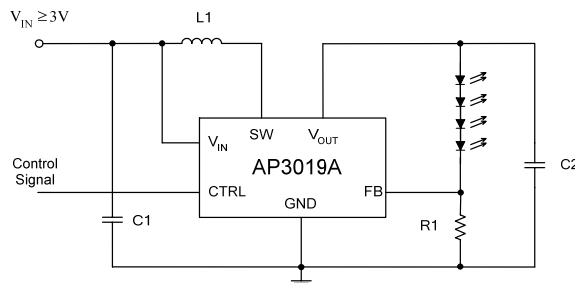 V_IN ≥3V
L1
V_IN
SW
V_OUT
AP3019A
Control
Signal
CTRL
FB
GND
C1
R1
C2